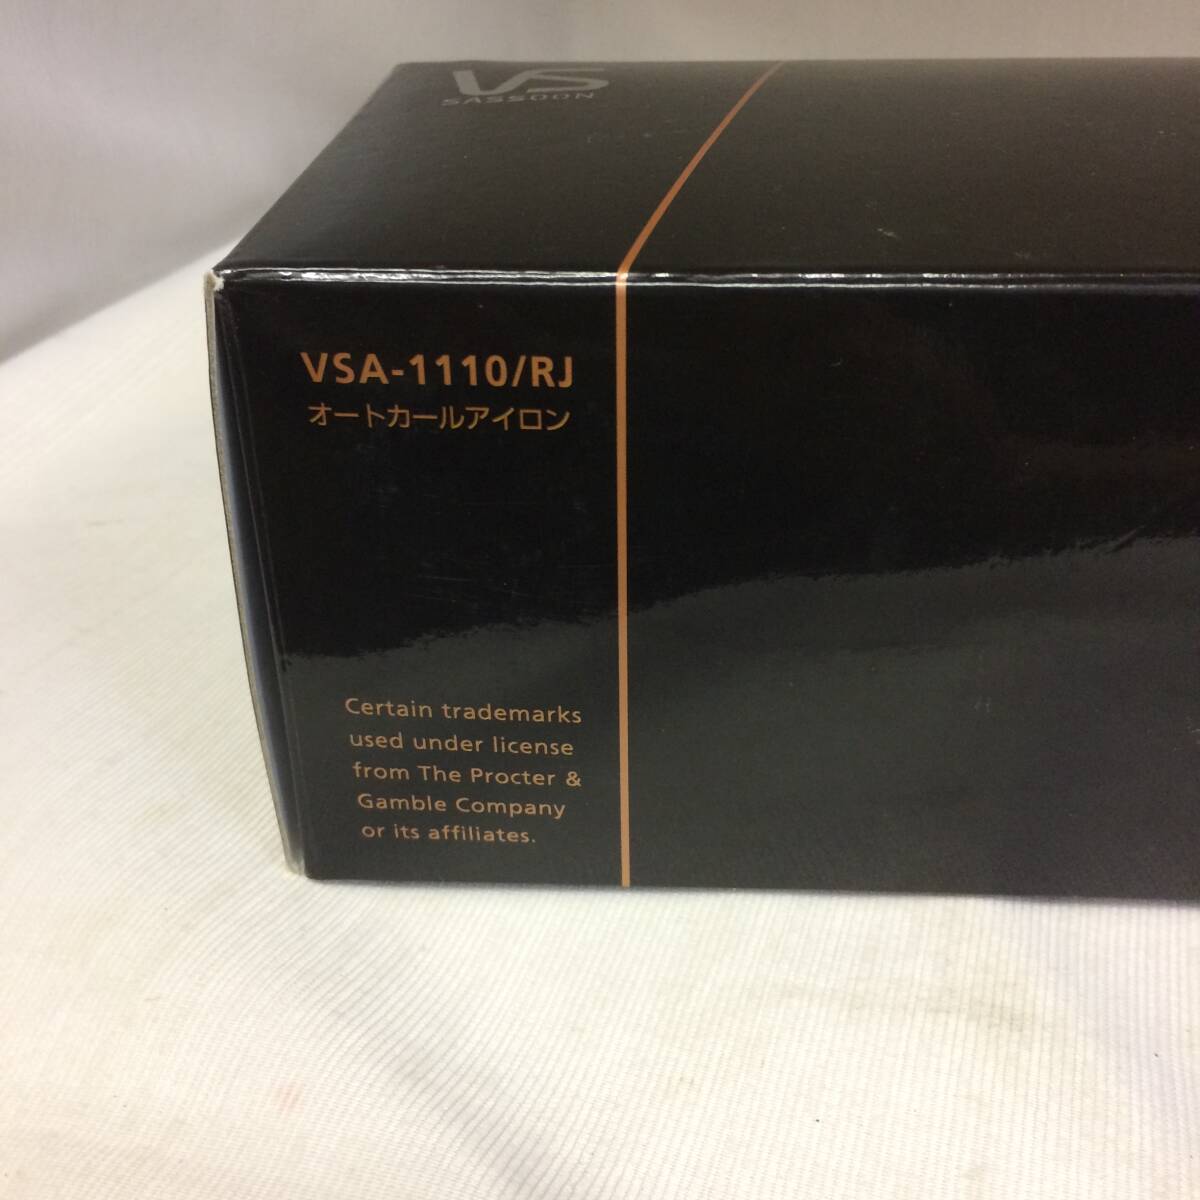 VS
SASSOON
VSA-1110/RJ
オートカールアイロン
Certain trademarks
used under license
from The Procter &
Gamble Company
or its affiliates.